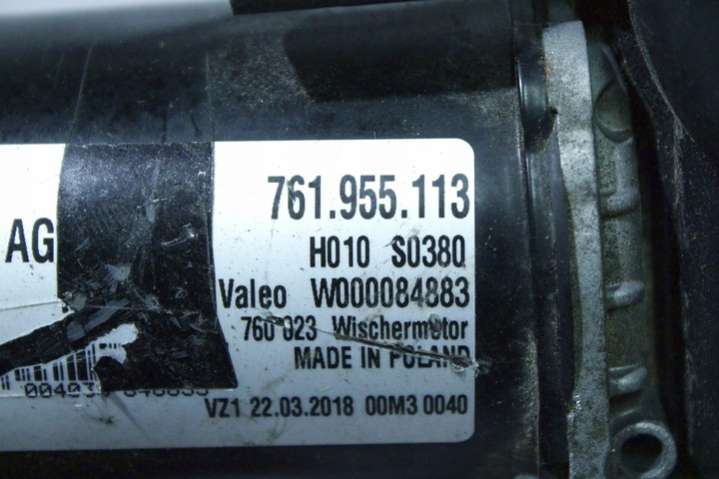 AG
761.955.113
H010 S0380
Valeo W000084883
760 023 Wischermotor
MADE IN POLAND
VZ1 22.03.2018 00M3 0040